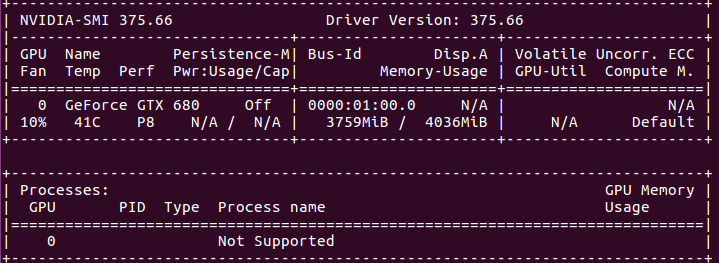 NVIDIA-SMI 375.66 Driver Version: 375.66
GPU Name Persistence-M| Bus-Id Disp.A | Volatile Uncorr. ECC
Fan Temp Perf Pwr:Usage/Cap| Memory-Usage | GPU-Util Compute M.
0 GeForce GTX 680 Off | 0000:01:00.0 N/A | N/A
10% 41C P8 N/A / N/A | 3759MiB / 4036MiB | N/A Default
Processes: GPU Memory
GPU PID Type Process name Usage
0 Not Supported